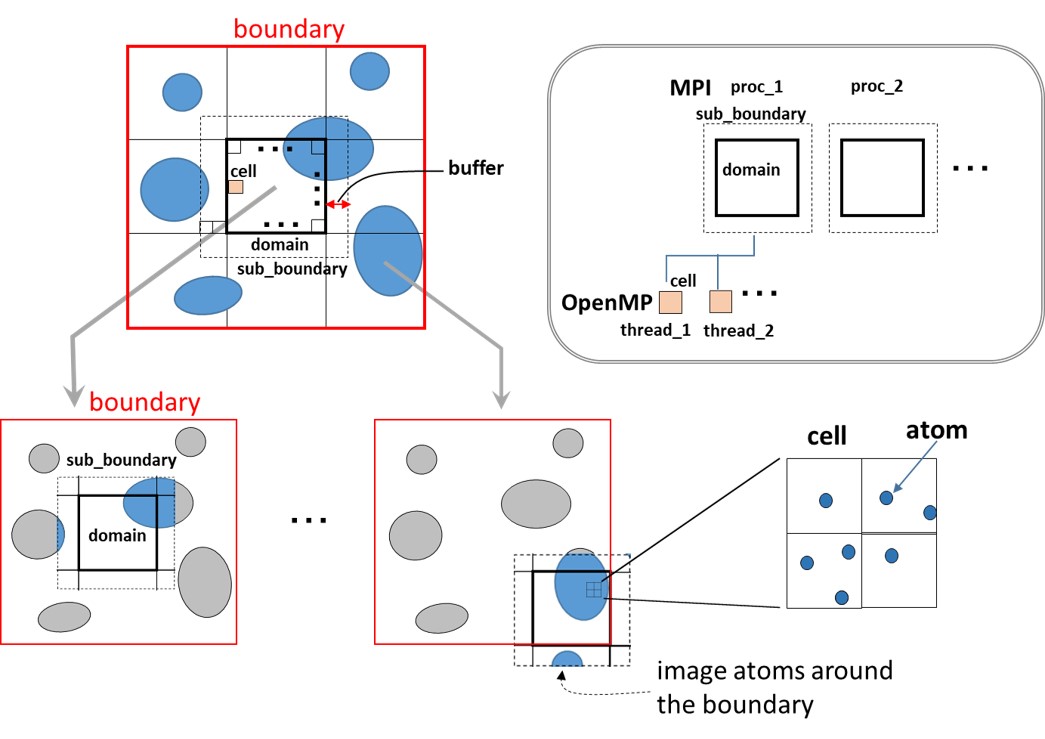 boundary
cell
buffer
domain
sub_boundary
MPI proc_1 proc_2
sub_boundary
domain
cell
OpenMP
thread_1 thread_2
boundary
sub_boundary
domain
cell
atom
image atoms around
the boundary